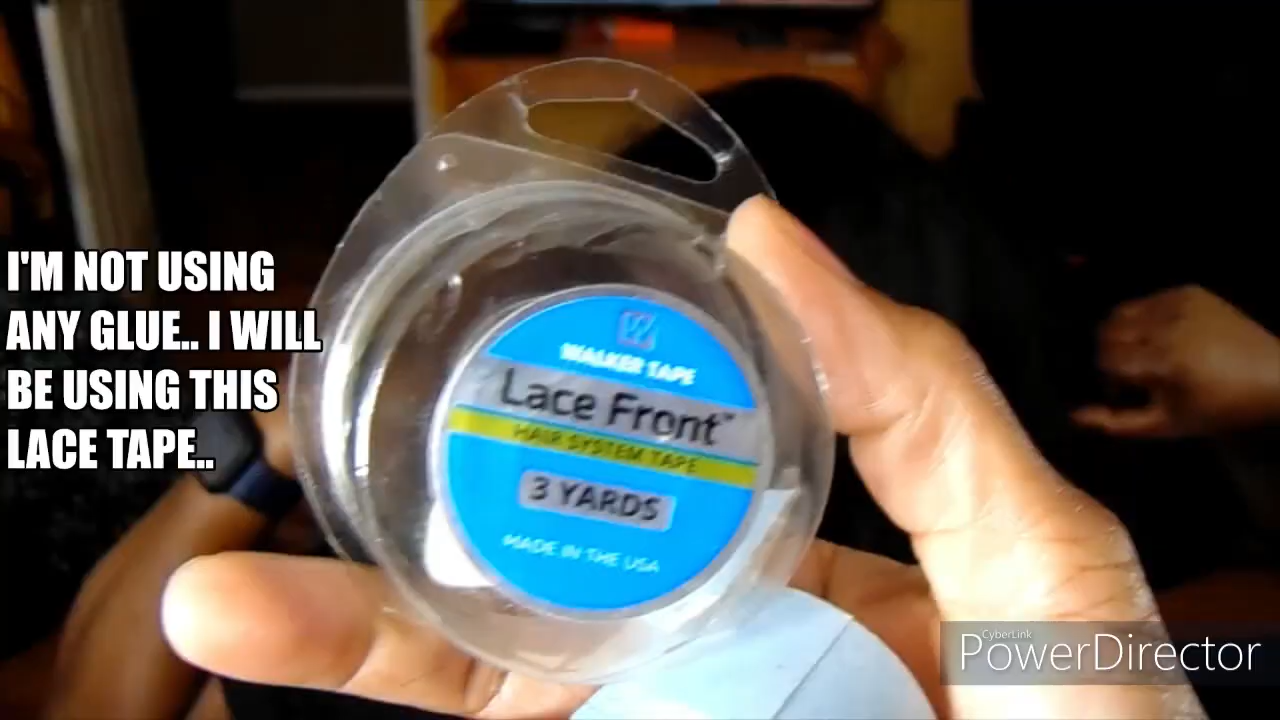 I'M NOT USING
ANY GLUE.. I WILL
BE USING THIS
LACE TAPE..
W
WALKER TAPE
Lace Front™
HAIR SYSTEM TAPE
3 YARDS
MADE IN THE USA
CyberLink
PowerDirector